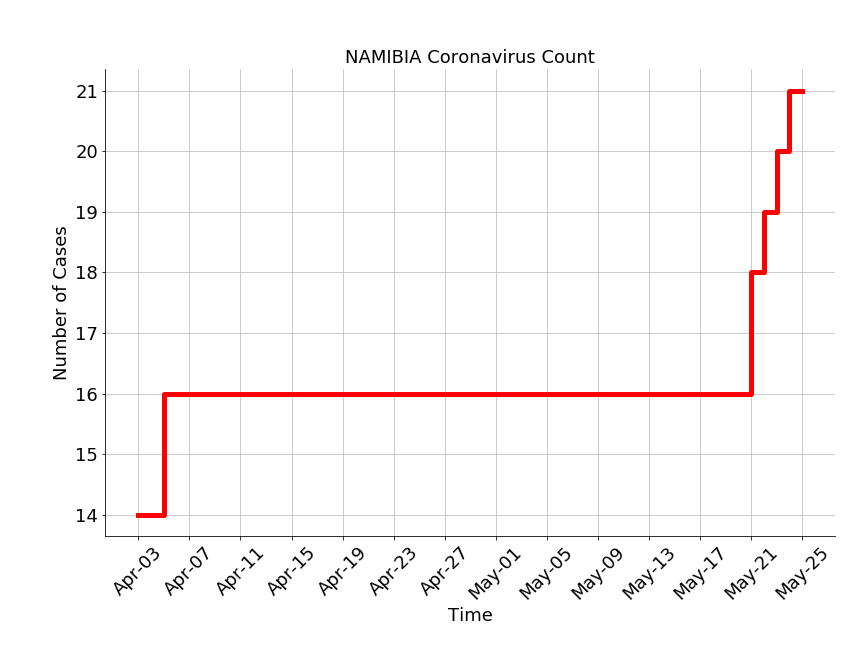 NAMIBIA Coronavirus Count
21
20
19
18
17
16
15
14
Number of Cases
Apr-03
Apr-07
Apr-11
Apr-15
Apr-19
Apr-23
Apr-27
May-01
May-05
May-09
May-13
May-17
May-21
May-25
Time